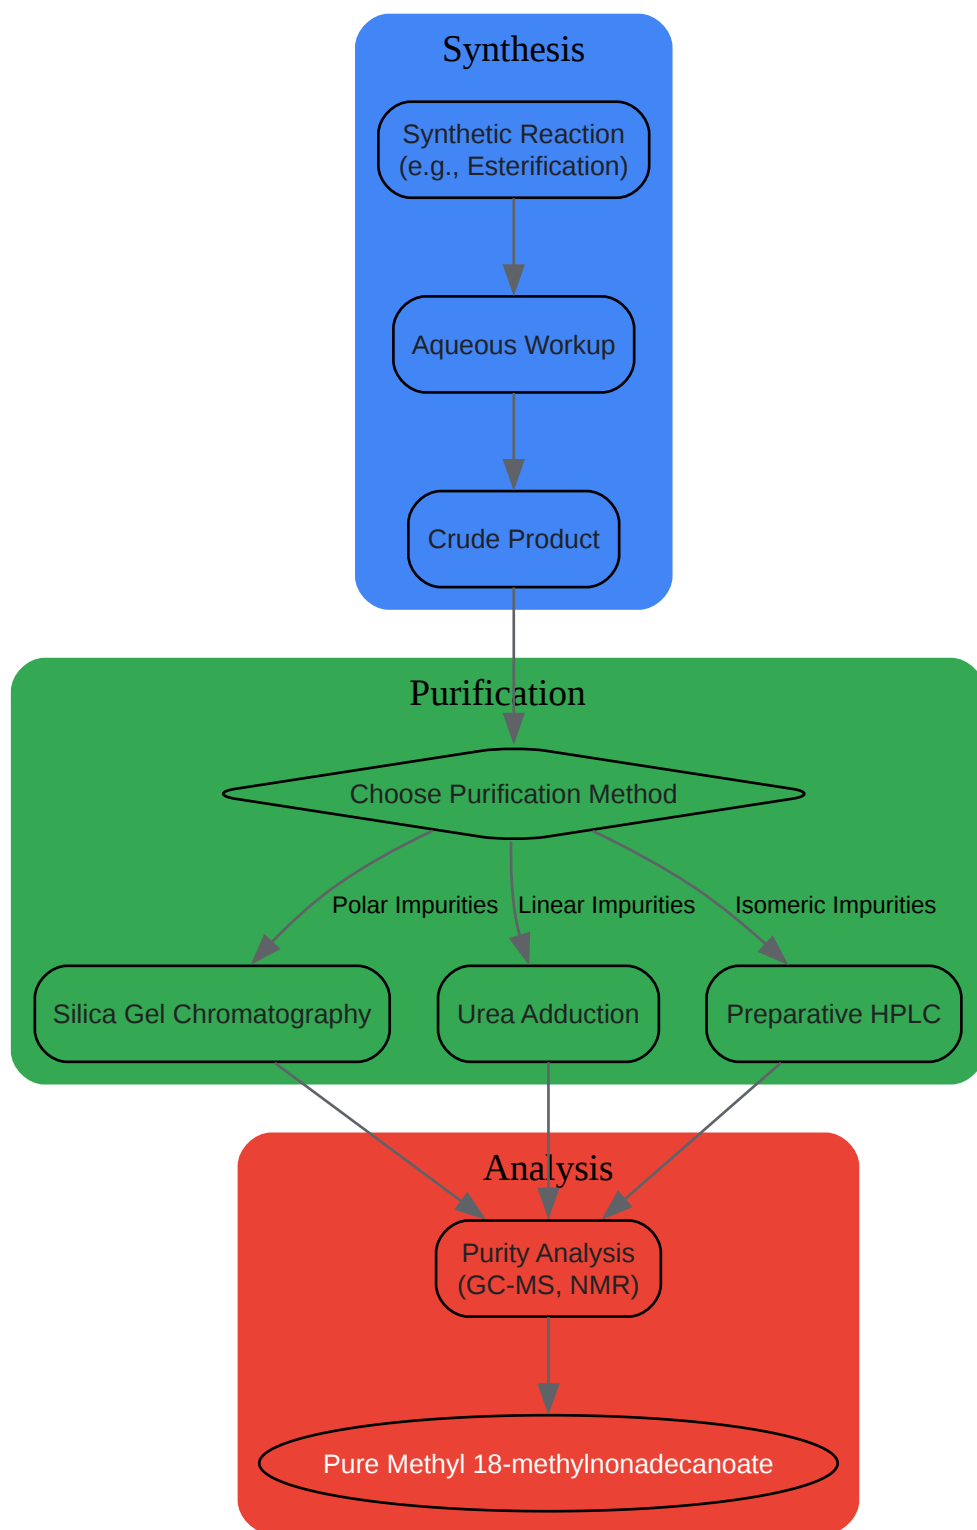 Synthesis
Synthetic Reaction
(e.g., Esterification)
Aqueous Workup
Crude Product
Purification
Choose Purification Method
Polar Impurities
Linear Impurities
Isomeric Impurities
Silica Gel Chromatography
Urea Adduction
Preparative HPLC
Analysis
Purity Analysis
(GC-MS, NMR)
Pure Methyl 18-methylnonadecanoate